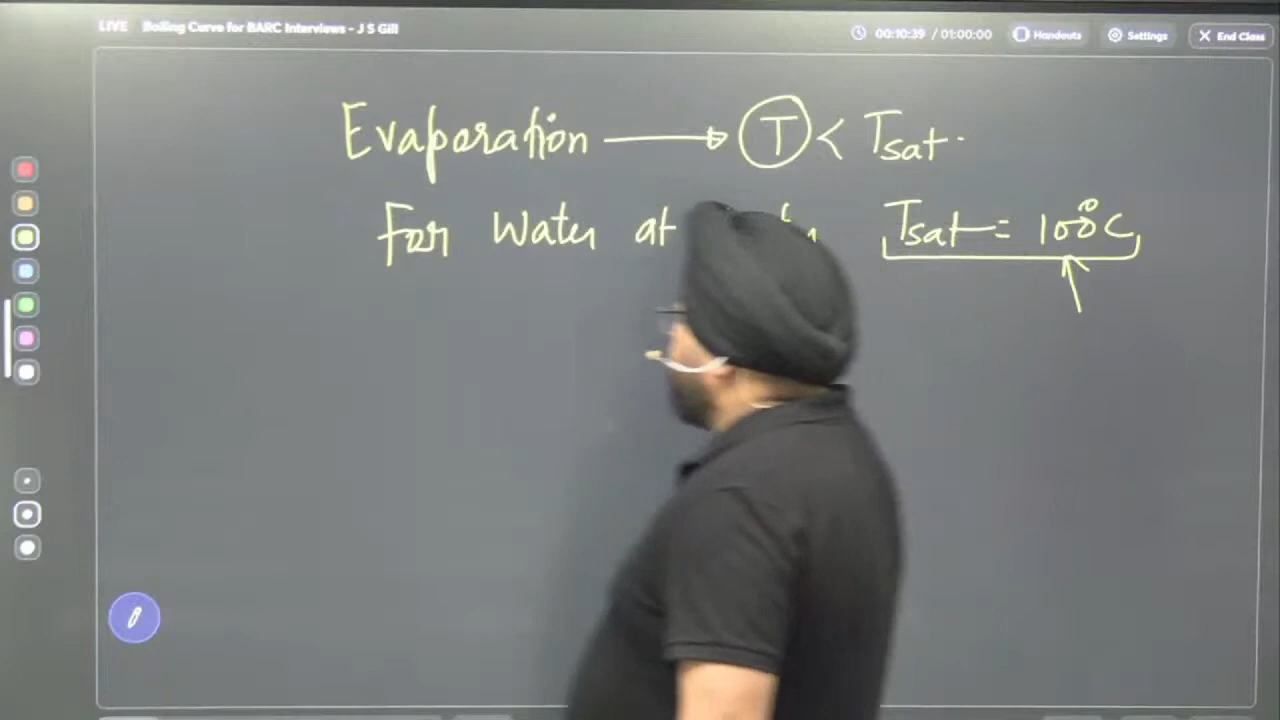 LIVE Boiling Curve for BARC Interviews - J S Gill 00:10:39 / 01:00:00 Handouts Settings End Class
Evaporation → T < Tsat.
For Water at Tsat = 100°C